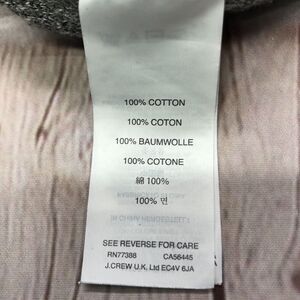 100% COTTON
100% COTON
100% BAUMWOLLE
100% COTONE
綿 100%
100% 면
SEE REVERSE FOR CARE
RN77388 CA56445
J.CREW U.K. Ltd EC4V 6JA